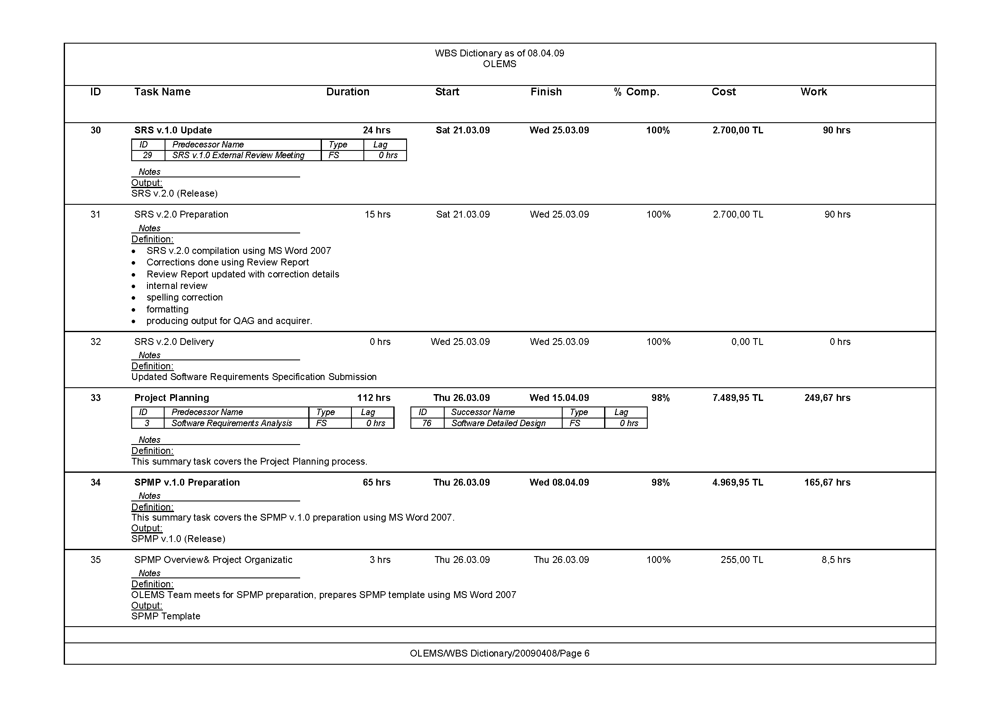 WBS Dictionary as of 08.04.09
OLEMS
ID Task Name Duration Start Finish % Comp. Cost Work
30 SRS v.1.0 Update 24 hrs Sat 21.03.09 Wed 25.03.09 100% 2.700,00 TL 90 hrs
ID Predecessor Name Type Lag
29 SRS v.1.0 External Review Meeting FS 0 hrs
Notes
Output:
SRS v.2.0 (Release)
31 SRS v.2.0 Preparation 15 hrs Sat 21.03.09 Wed 25.03.09 100% 2.700,00 TL 90 hrs
Notes
Definition:
• SRS v.2.0 compilation using MS Word 2007
• Corrections done using Review Report
• Review Report updated with correction details
• internal review
• spelling correction
• formatting
• producing output for QAG and acquirer.
32 SRS v.2.0 Delivery 0 hrs Wed 25.03.09 Wed 25.03.09 100% 0,00 TL 0 hrs
Notes
Definition:
Updated Software Requirements Specification Submission
33 Project Planning 112 hrs Thu 26.03.09 Wed 15.04.09 98% 7.489,95 TL 249,67 hrs
ID Predecessor Name Type Lag ID Successor Name Type Lag
3 Software Requirements Analysis FS 0 hrs 76 Software Detailed Design FS 0 hrs
Notes
Definition:
This summary task covers the Project Planning process.
34 SPMP v.1.0 Preparation 65 hrs Thu 26.03.09 Wed 08.04.09 98% 4.969,95 TL 165,67 hrs
Notes
Definition:
This summary task covers the SPMP v.1.0 preparation using MS Word 2007.
Output:
SPMP v.1.0 (Release)
35 SPMP Overview& Project Organizatic 3 hrs Thu 26.03.09 Thu 26.03.09 100% 255,00 TL 8,5 hrs
Notes
Definition:
OLEMS Team meets for SPMP preparation, prepares SPMP template using MS Word 2007
Output:
SPMP Template
OLEMS/WBS Dictionary/20090408/Page 6